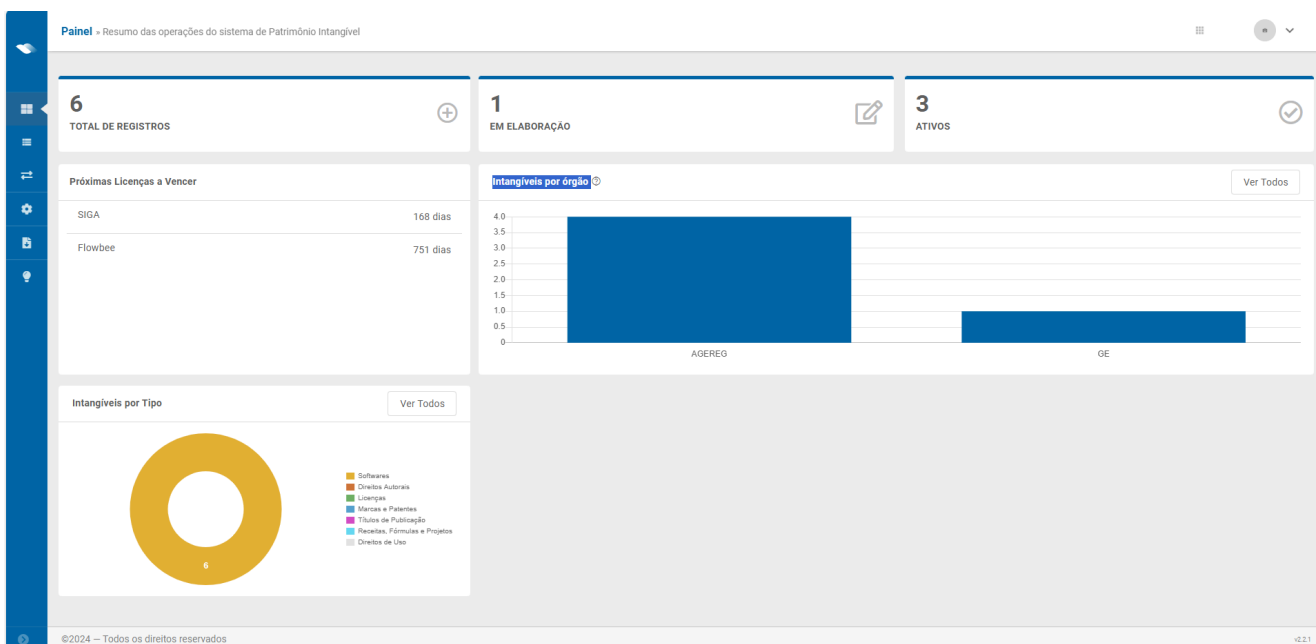 Painel » Resumo das operações do sistema de Patrimônio Intangível
6
TOTAL DE REGISTROS
1
EM ELABORAÇÃO
3
ATIVOS
Próximas Licenças a Vencer
SIGA 168 dias
Flowbee 751 dias
Intangíveis por órgão
Ver Todos
4.0
3.5
3.0
2.5
2.0
1.5
1.0
0.5
0
AGEREG GE
Intangíveis por Tipo
Ver Todos
6
Softwares
Direitos Autorais
Licenças
Marcas e Patentes
Títulos de Publicação
Receitas, Fórmulas e Projetos
Direitos de Uso
©2024 — Todos os direitos reservados
v2.2.1